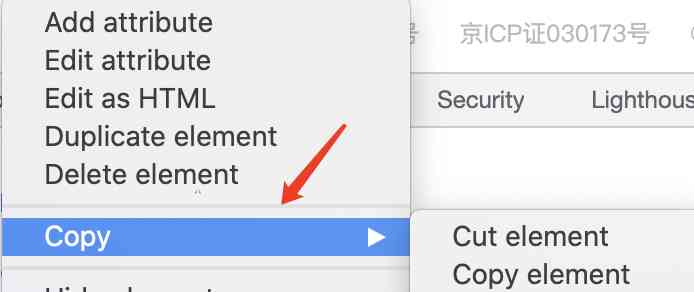 Add attribute
号 京ICP证030173号
Edit attribute
Edit as HTML
Security Lighthous
Duplicate element
Delete element
Copy
Cut element
Copy element